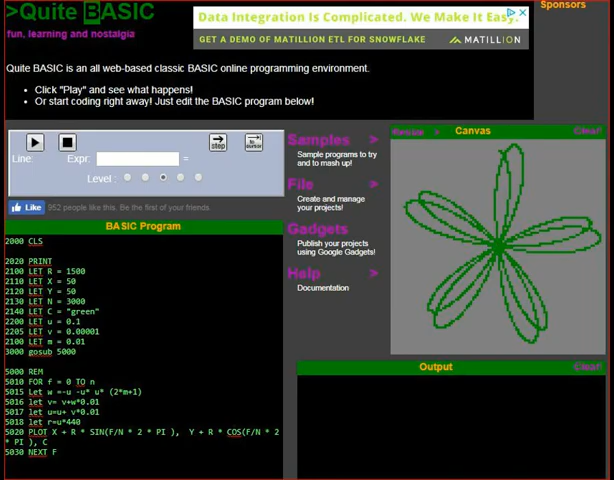 >Quite BASIC
fun, learning and nostalgia
Data Integration Is Complicated. We Make It Easy.
GET A DEMO OF MATILLION ETL FOR SNOWFLAKE
MATILLION
Sponsors
Quite BASIC is an all web-based classic BASIC online programming environment.
Click "Play" and see what happens!
Or start coding right away! Just edit the BASIC program below!
step
to cursor
Line:
Expr:
=
Level :
Like
952 people like this. Be the first of your friends
Samples >
Sample programs to try
and to mash up!
File >
Create and manage
your projects!
Gadgets
Publish your projects
using Google Gadgets!
Help >
Documentation
Resize >
Canvas
Clear!
BASIC Program
2000 CLS
2020 PRINT
2100 LET R = 1500
2110 LET X = 50
2120 LET Y = 50
2130 LET N = 3000
2140 LET C = "green"
2200 LET u = 0.1
2205 LET v = 0.00001
2100 LET m = 0.01
3000 gosub 5000
5000 REM
5010 FOR f = 0 TO n
5015 Let w =-u -u* u* (2*m+1)
5016 let v= v+w*0.01
5017 let u=u+ v*0.01
5018 let r=u*440
5020 PLOT X + R * SIN(F/N * 2 * PI ), Y + R * COS(F/N * 2
* PI ), C
5030 NEXT F
Output
Clear!